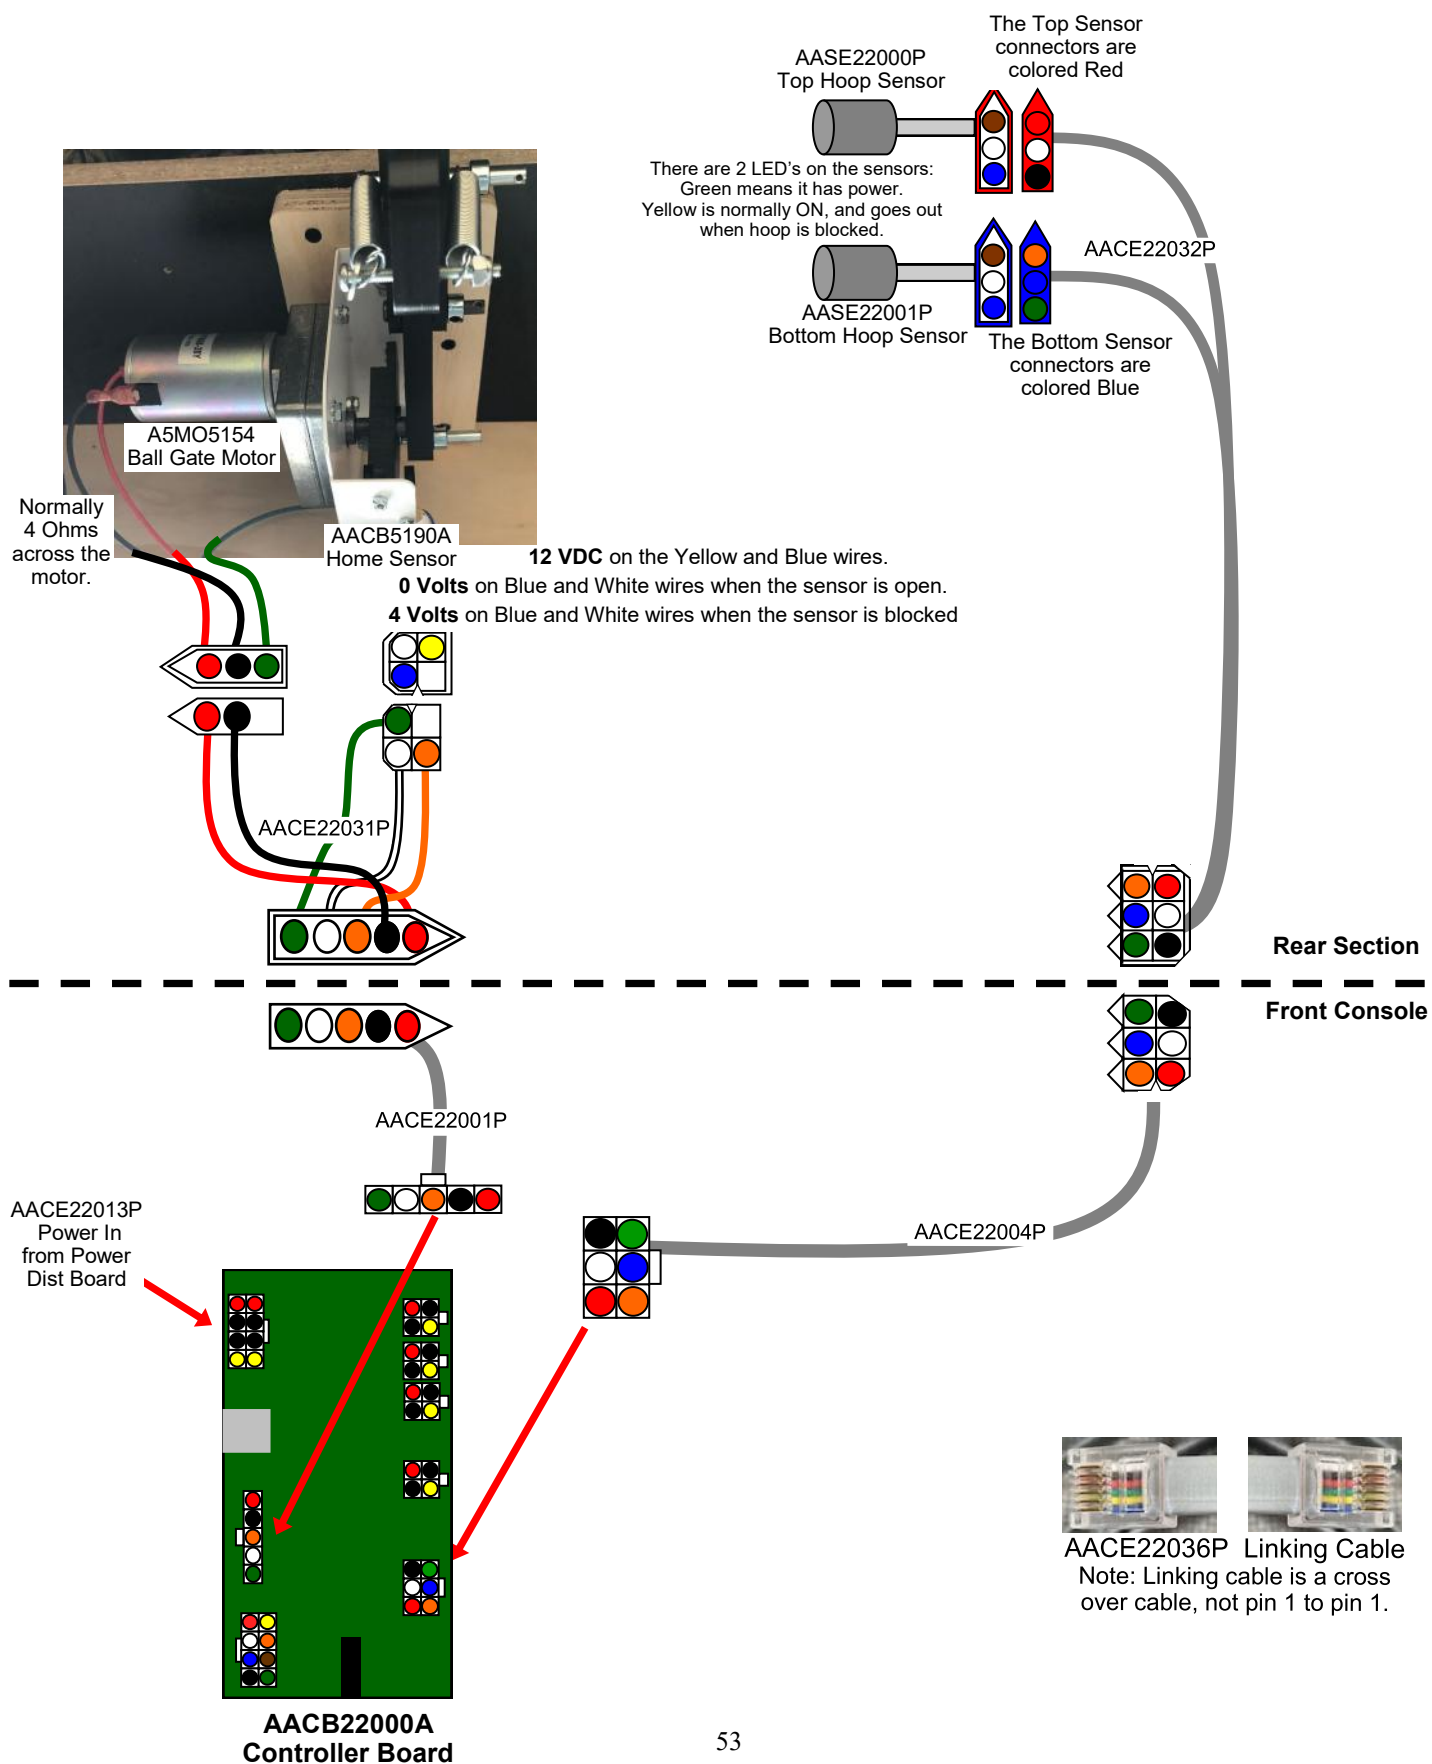 The Top Sensor
connectors are
colored Red
AASE22000P
Top Hoop Sensor
There are 2 LED's on the sensors:
Green means it has power.
Yellow is normally ON, and goes out
when hoop is blocked.
AACE22032P
AASE22001P
Bottom Hoop Sensor
The Bottom Sensor
connectors are
colored Blue
A5MO5154
Ball Gate Motor
Normally
4 Ohms
across the
motor.
AACB5190A
Home Sensor
12 VDC on the Yellow and Blue wires.
0 Volts on Blue and White wires when the sensor is open.
4 Volts on Blue and White wires when the sensor is blocked
AACE22031P
Rear Section
Front Console
AACE22001P
AACE22013P
Power In
from Power
Dist Board
AACE22004P
AACE22036P Linking Cable
Note: Linking cable is a cross
over cable, not pin 1 to pin 1.
AACB22000A
Controller Board
53